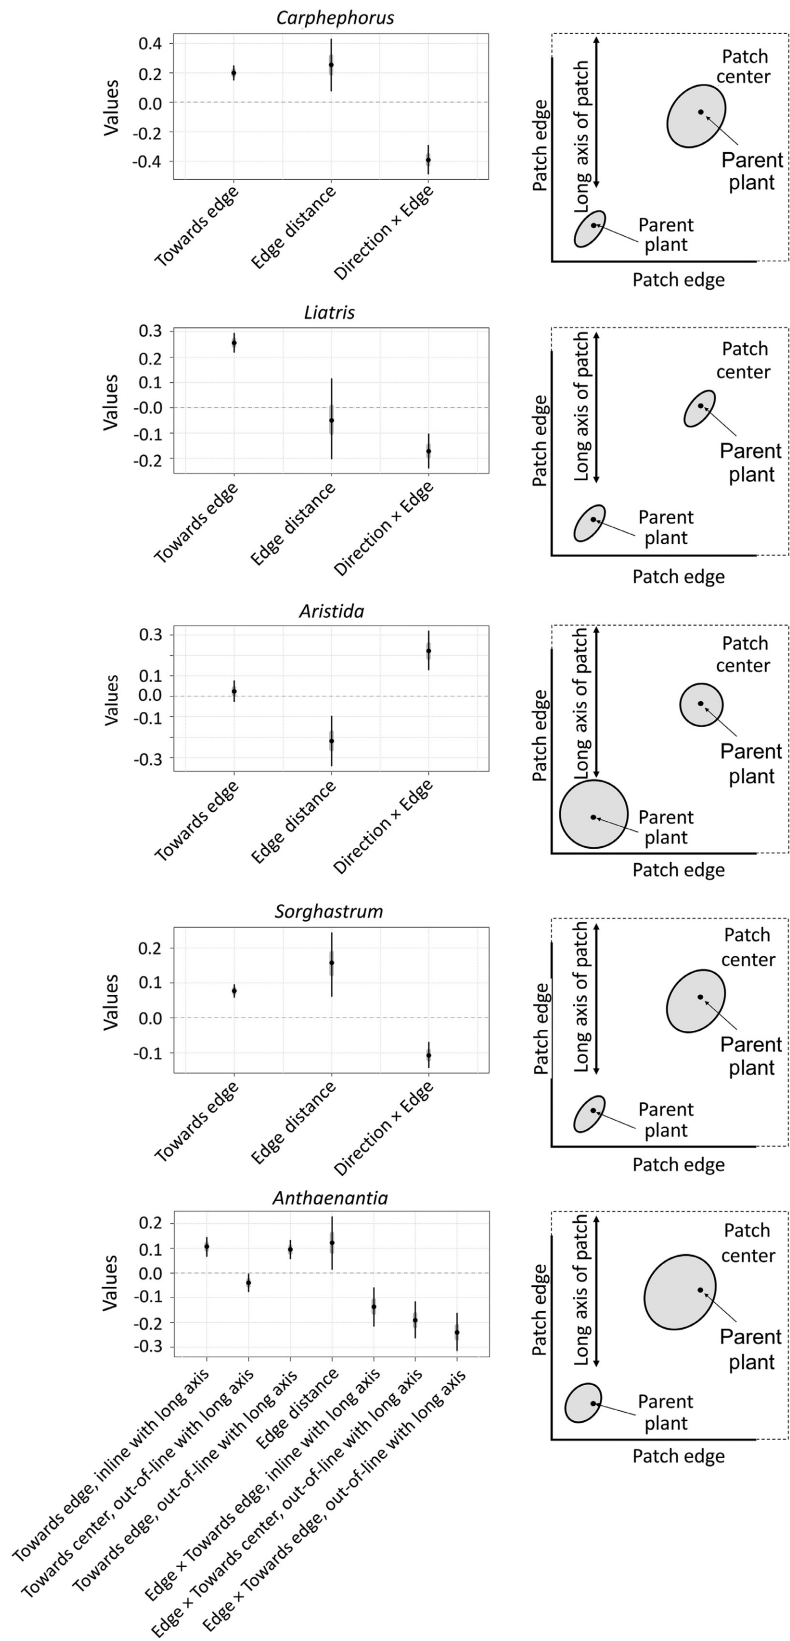 Carphephorus
0.4
0.2
0.0
-0.2
-0.4
Values
Towards edge
Edge distance
Direction × Edge
Patch edge
Long axis of patch
Patch
center
Parent
plant
Parent
plant
Patch edge
Liatris
0.3
0.2
0.1
-0.0
-0.1
-0.2
Values
Towards edge
Edge distance
Direction × Edge
Patch edge
Long axis of patch
Patch
center
Parent
plant
Parent
plant
Patch edge
Aristida
0.3
0.1
0.0
-0.1
-0.3
Values
Towards edge
Edge distance
Direction × Edge
Patch edge
Long axis of patch
Patch
center
Parent
plant
Parent
plant
Patch edge
Sorghastrum
0.2
0.1
0.0
-0.1
Values
Towards edge
Edge distance
Direction × Edge
Patch edge
Long axis of patch
Patch
center
Parent
plant
Parent
plant
Patch edge
Anthaenantia
0.2
0.1
0.0
-0.1
-0.2
-0.3
Values
Towards edge, inline with long axis
Towards center, out-of-line with long axis
Towards edge, out-of-line with long axis
Edge distance
Edge × Towards edge, inline with long axis
Edge × Towards center, out-of-line with long axis
Edge × Towards edge, out-of-line with long axis
Patch edge
Long axis of patch
Patch
center
Parent
plant
Parent
plant
Patch edge